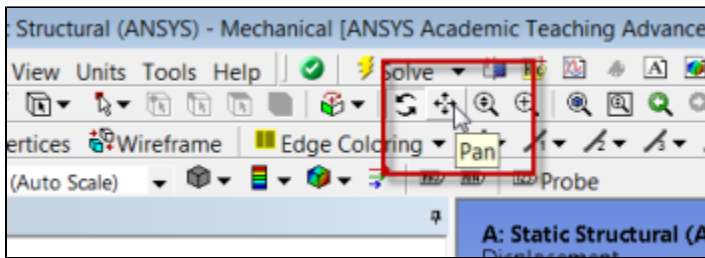 : Structural (ANSYS) - Mechanical [ANSYS Academic Teaching Advance
View Units Tools Help Solve
ertices Wireframe Edge Coloring
Pan
(Auto Scale) Probe
A: Static Structural (A
Displacement